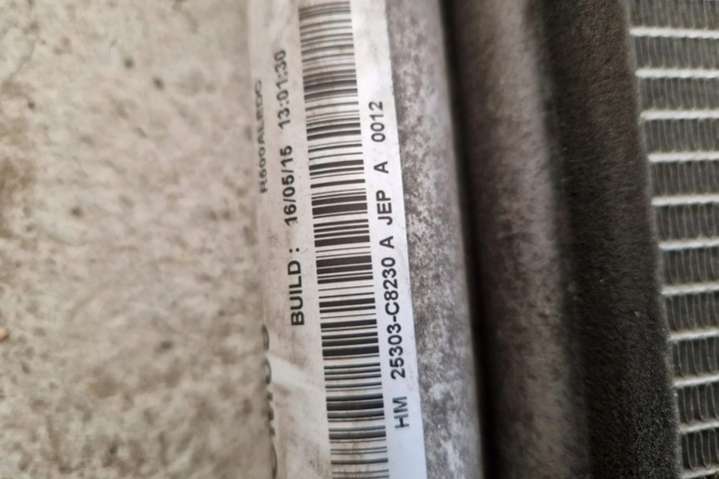 BUILD : 16/05/15 13:01:30
HM 25303-C8230 A JEP A 0012